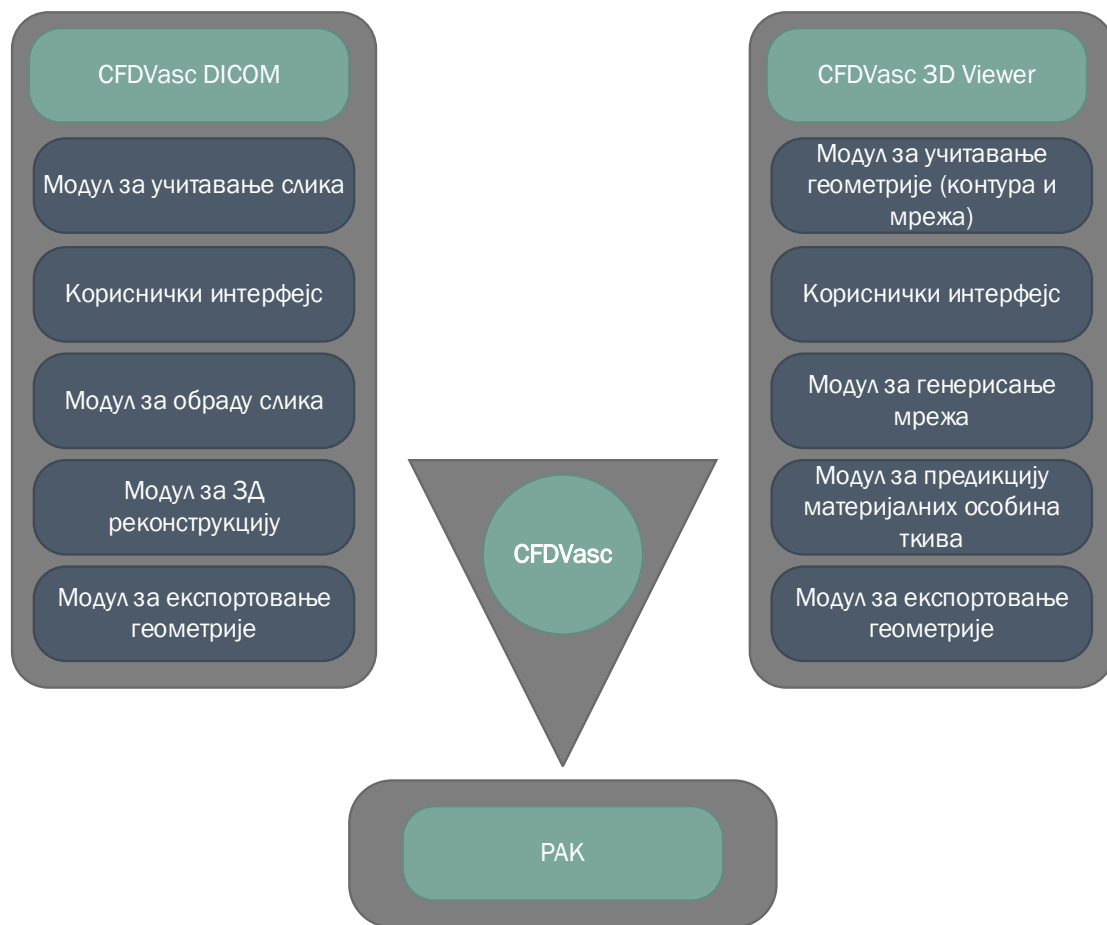 CFDVasc DICOM
Модул за учитавање слика
Кориснички интерфејс
Модул за обраду слика
Модул за 3Д
реконструкцију
Модул за експортовање
геометрије
CFDVasc 3D Viewer
Модул за учитавање
геометрије (контура и
мрежа)
Кориснички интерфејс
Модул за генерисање
мрежа
Модул за предикцију
материјалних особина
ткива
Модул за експортовање
геометрије
CFDVasc
РАК